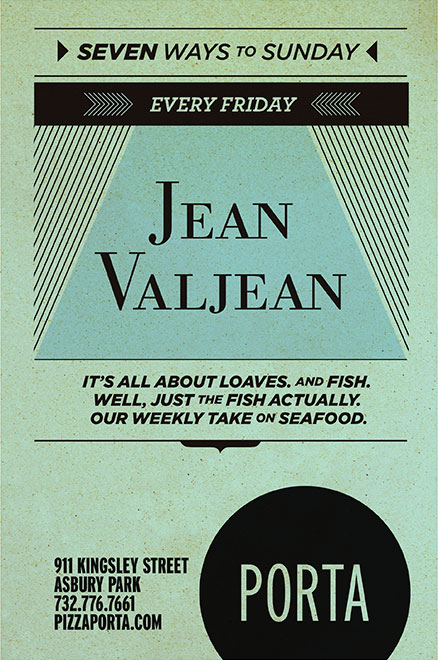 SEVEN WAYS TO SUNDAY
EVERY FRIDAY
JEAN
VALJEAN
IT'S ALL ABOUT LOAVES. AND FISH.
WELL, JUST THE FISH ACTUALLY.
OUR WEEKLY TAKE ON SEAFOOD.
911 KINGSLEY STREET
ASBURY PARK
732.776.7661
PIZZAPORTA.COM
PORTA